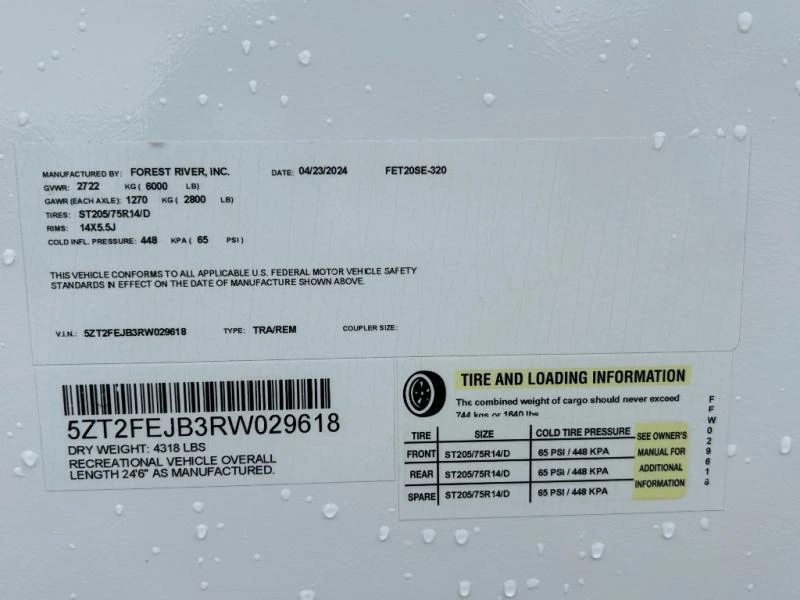 MANUFACTURED BY: FOREST RIVER, INC. DATE: 04/23/2024 FET20SE-320
GVWR: 2722 KG ( 6000 LB)
GAWR (EACH AXLE): 1270 KG ( 2800 LB)
TIRES: ST205/75R14/D
RIMS: 14X5.5J
COLD INFL. PRESSURE: 448 KPA ( 65 PSI)
THIS VEHICLE CONFORMS TO ALL APPLICABLE U.S. FEDERAL MOTOR VEHICLE SAFETY
STANDARDS IN EFFECT ON THE DATE OF MANUFACTURE SHOWN ABOVE.
V.I.N.: 5ZT2FEJB3RW029618 TYPE: TRA/REM COUPLER SIZE:
5ZT2FEJB3RW029618
DRY WEIGHT: 4318 LBS
RECREATIONAL VEHICLE OVERALL
LENGTH 24'6" AS MANUFACTURED.
TIRE AND LOADING INFORMATION
The combined weight of cargo should never exceed
744 kgs or 1640 lbs
TIRE SIZE COLD TIRE PRESSURE
FRONT ST205/75R14/D 65 PSI / 448 KPA
REAR ST205/75R14/D 65 PSI / 448 KPA
SPARE ST205/75R14/D 65 PSI / 448 KPA
SEE OWNER'S
MANUAL FOR
ADDITIONAL
INFORMATION
FFW029618